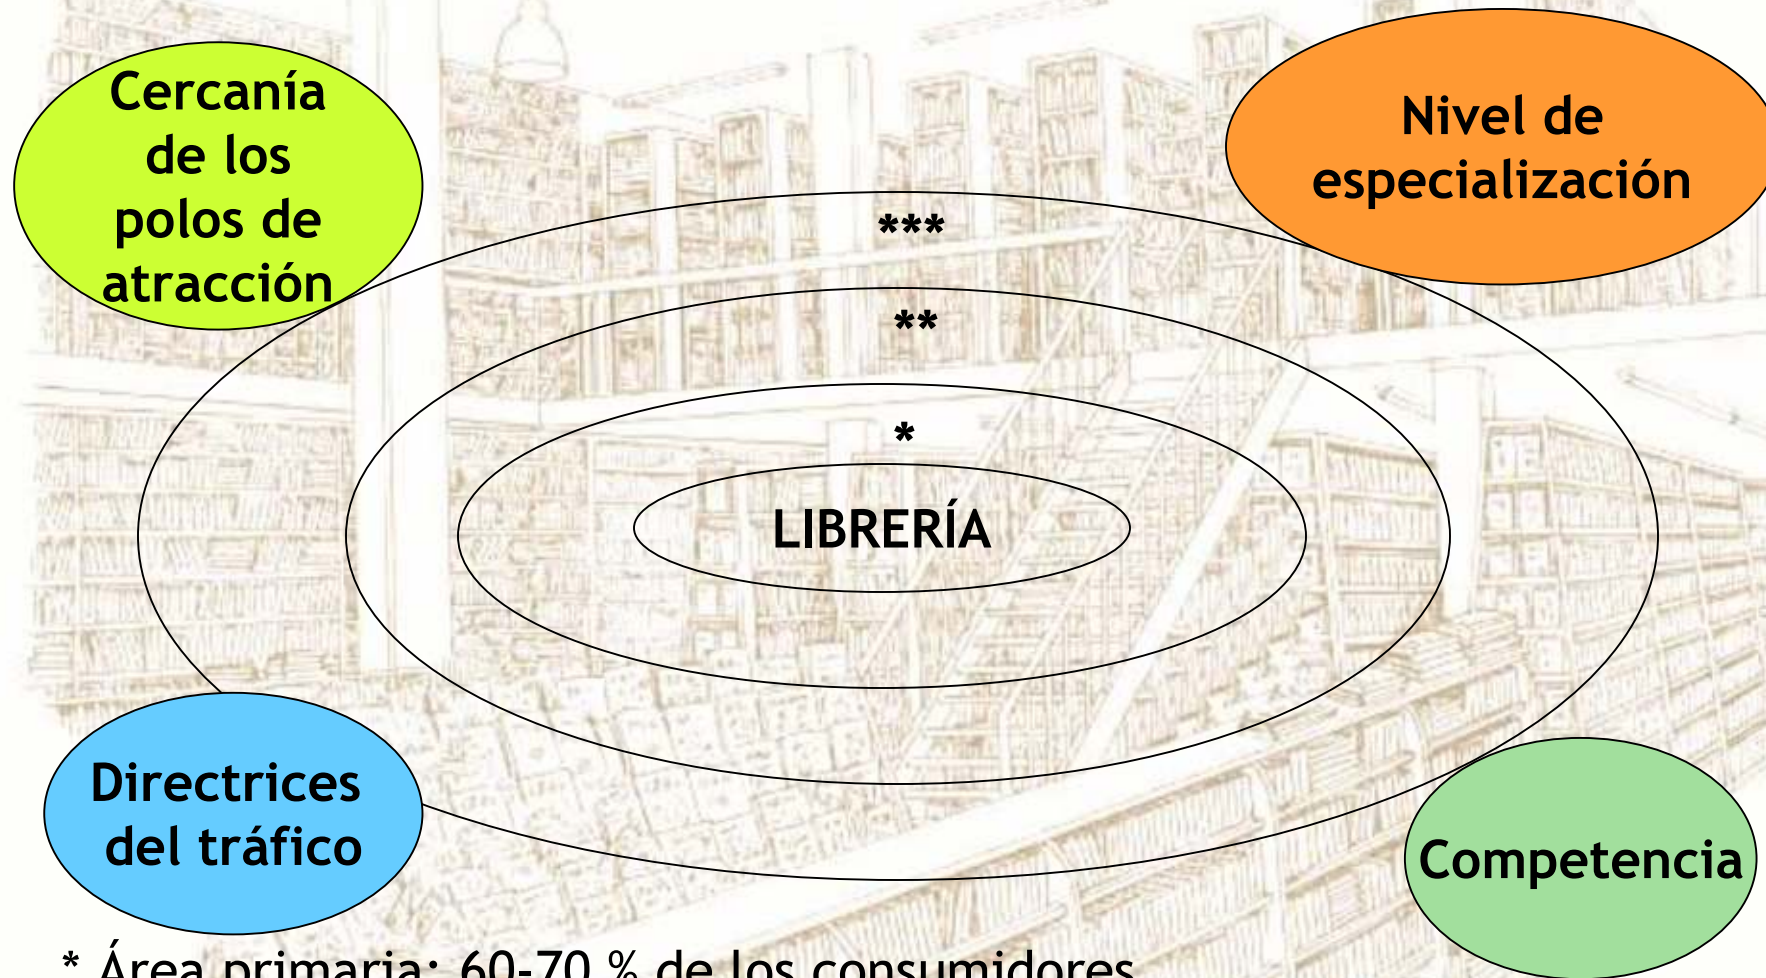 Cercanía
de los
polos de
atracción
Nivel de
especialización
***
**
*
LIBRERÍA
Directrices
del tráfico
Competencia
* Área primaria: 60-70 % de los consumidores